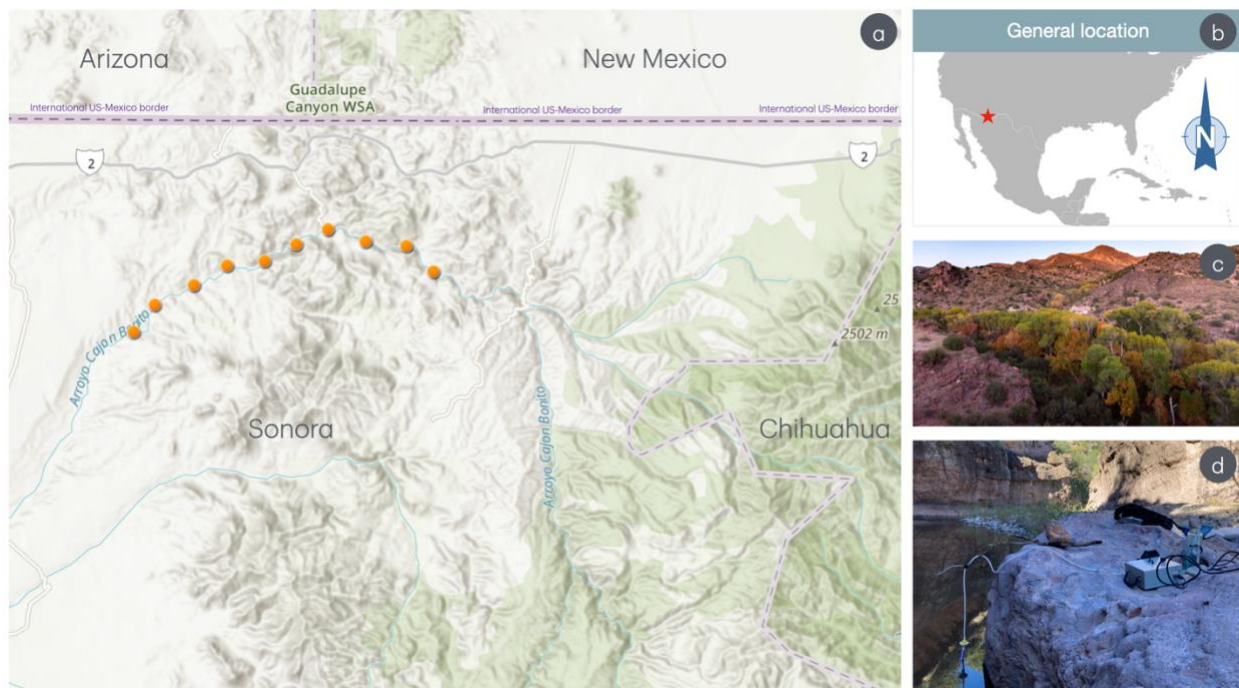 a
Arizona
New Mexico
Guadalupe
Canyon WSA
International US-Mexico border
International US-Mexico border
International US-Mexico border
2
2
Arroyo Cajon Bonito
25
2502 m
Sonora
Arroyo Cajon Bonito
Chihuahua
General location
b
N
c
d